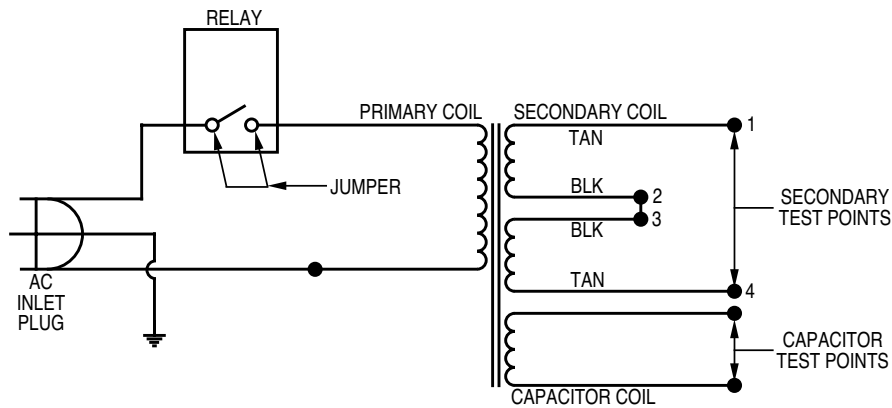 RELAY
PRIMARY COIL
SECONDARY COIL
TAN
1
JUMPER
BLK
2
3
BLK
SECONDARY
TEST POINTS
TAN
4
AC
INLET
PLUG
CAPACITOR
TEST POINTS
CAPACITOR COIL